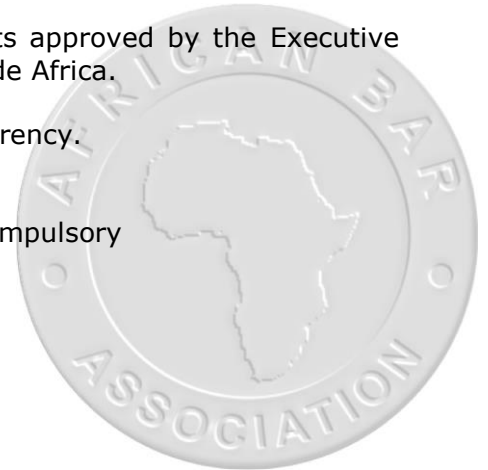 ts approved by the Executive
de Africa.
rency.
mpulsory
AFRICAN BAR
ASSOCIATION